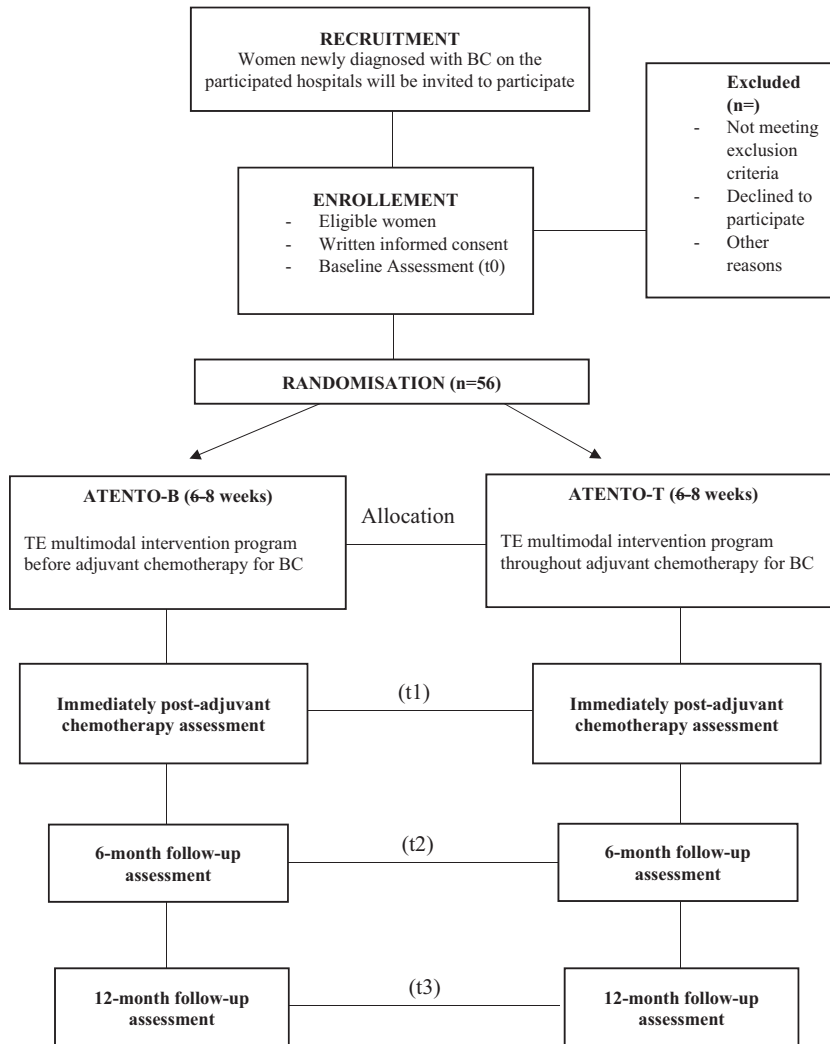 RECRUITMENT
Women newly diagnosed with BC on the
participated hospitals will be invited to participate
Excluded
(n=)
- Not meeting
exclusion
criteria
- Declined to
participate
- Other
reasons
ENROLLEMENT
- Eligible women
- Written informed consent
- Baseline Assessment (t0)
RANDOMISATION (n=56)
ATENTO-B (6-8 weeks)
TE multimodal intervention program
before adjuvant chemotherapy for BC
Allocation
ATENTO-T (6-8 weeks)
TE multimodal intervention program
throughout adjuvant chemotherapy for BC
Immediately post-adjuvant
chemotherapy assessment
(t1)
Immediately post-adjuvant
chemotherapy assessment
6-month follow-up
assessment
(t2)
6-month follow-up
assessment
12-month follow-up
assessment
(t3)
12-month follow-up
assessment